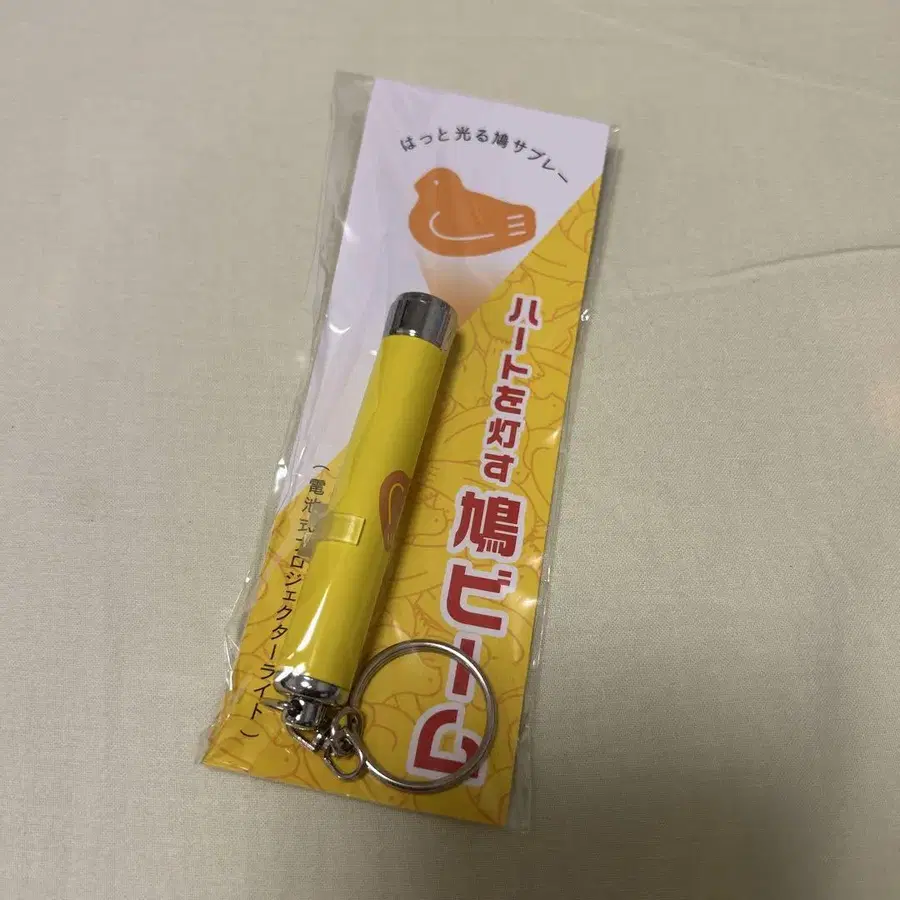 はっと光る鳩サブレー
ハートを灯す
鳩ビーム
(電池式プロジェクターライト)